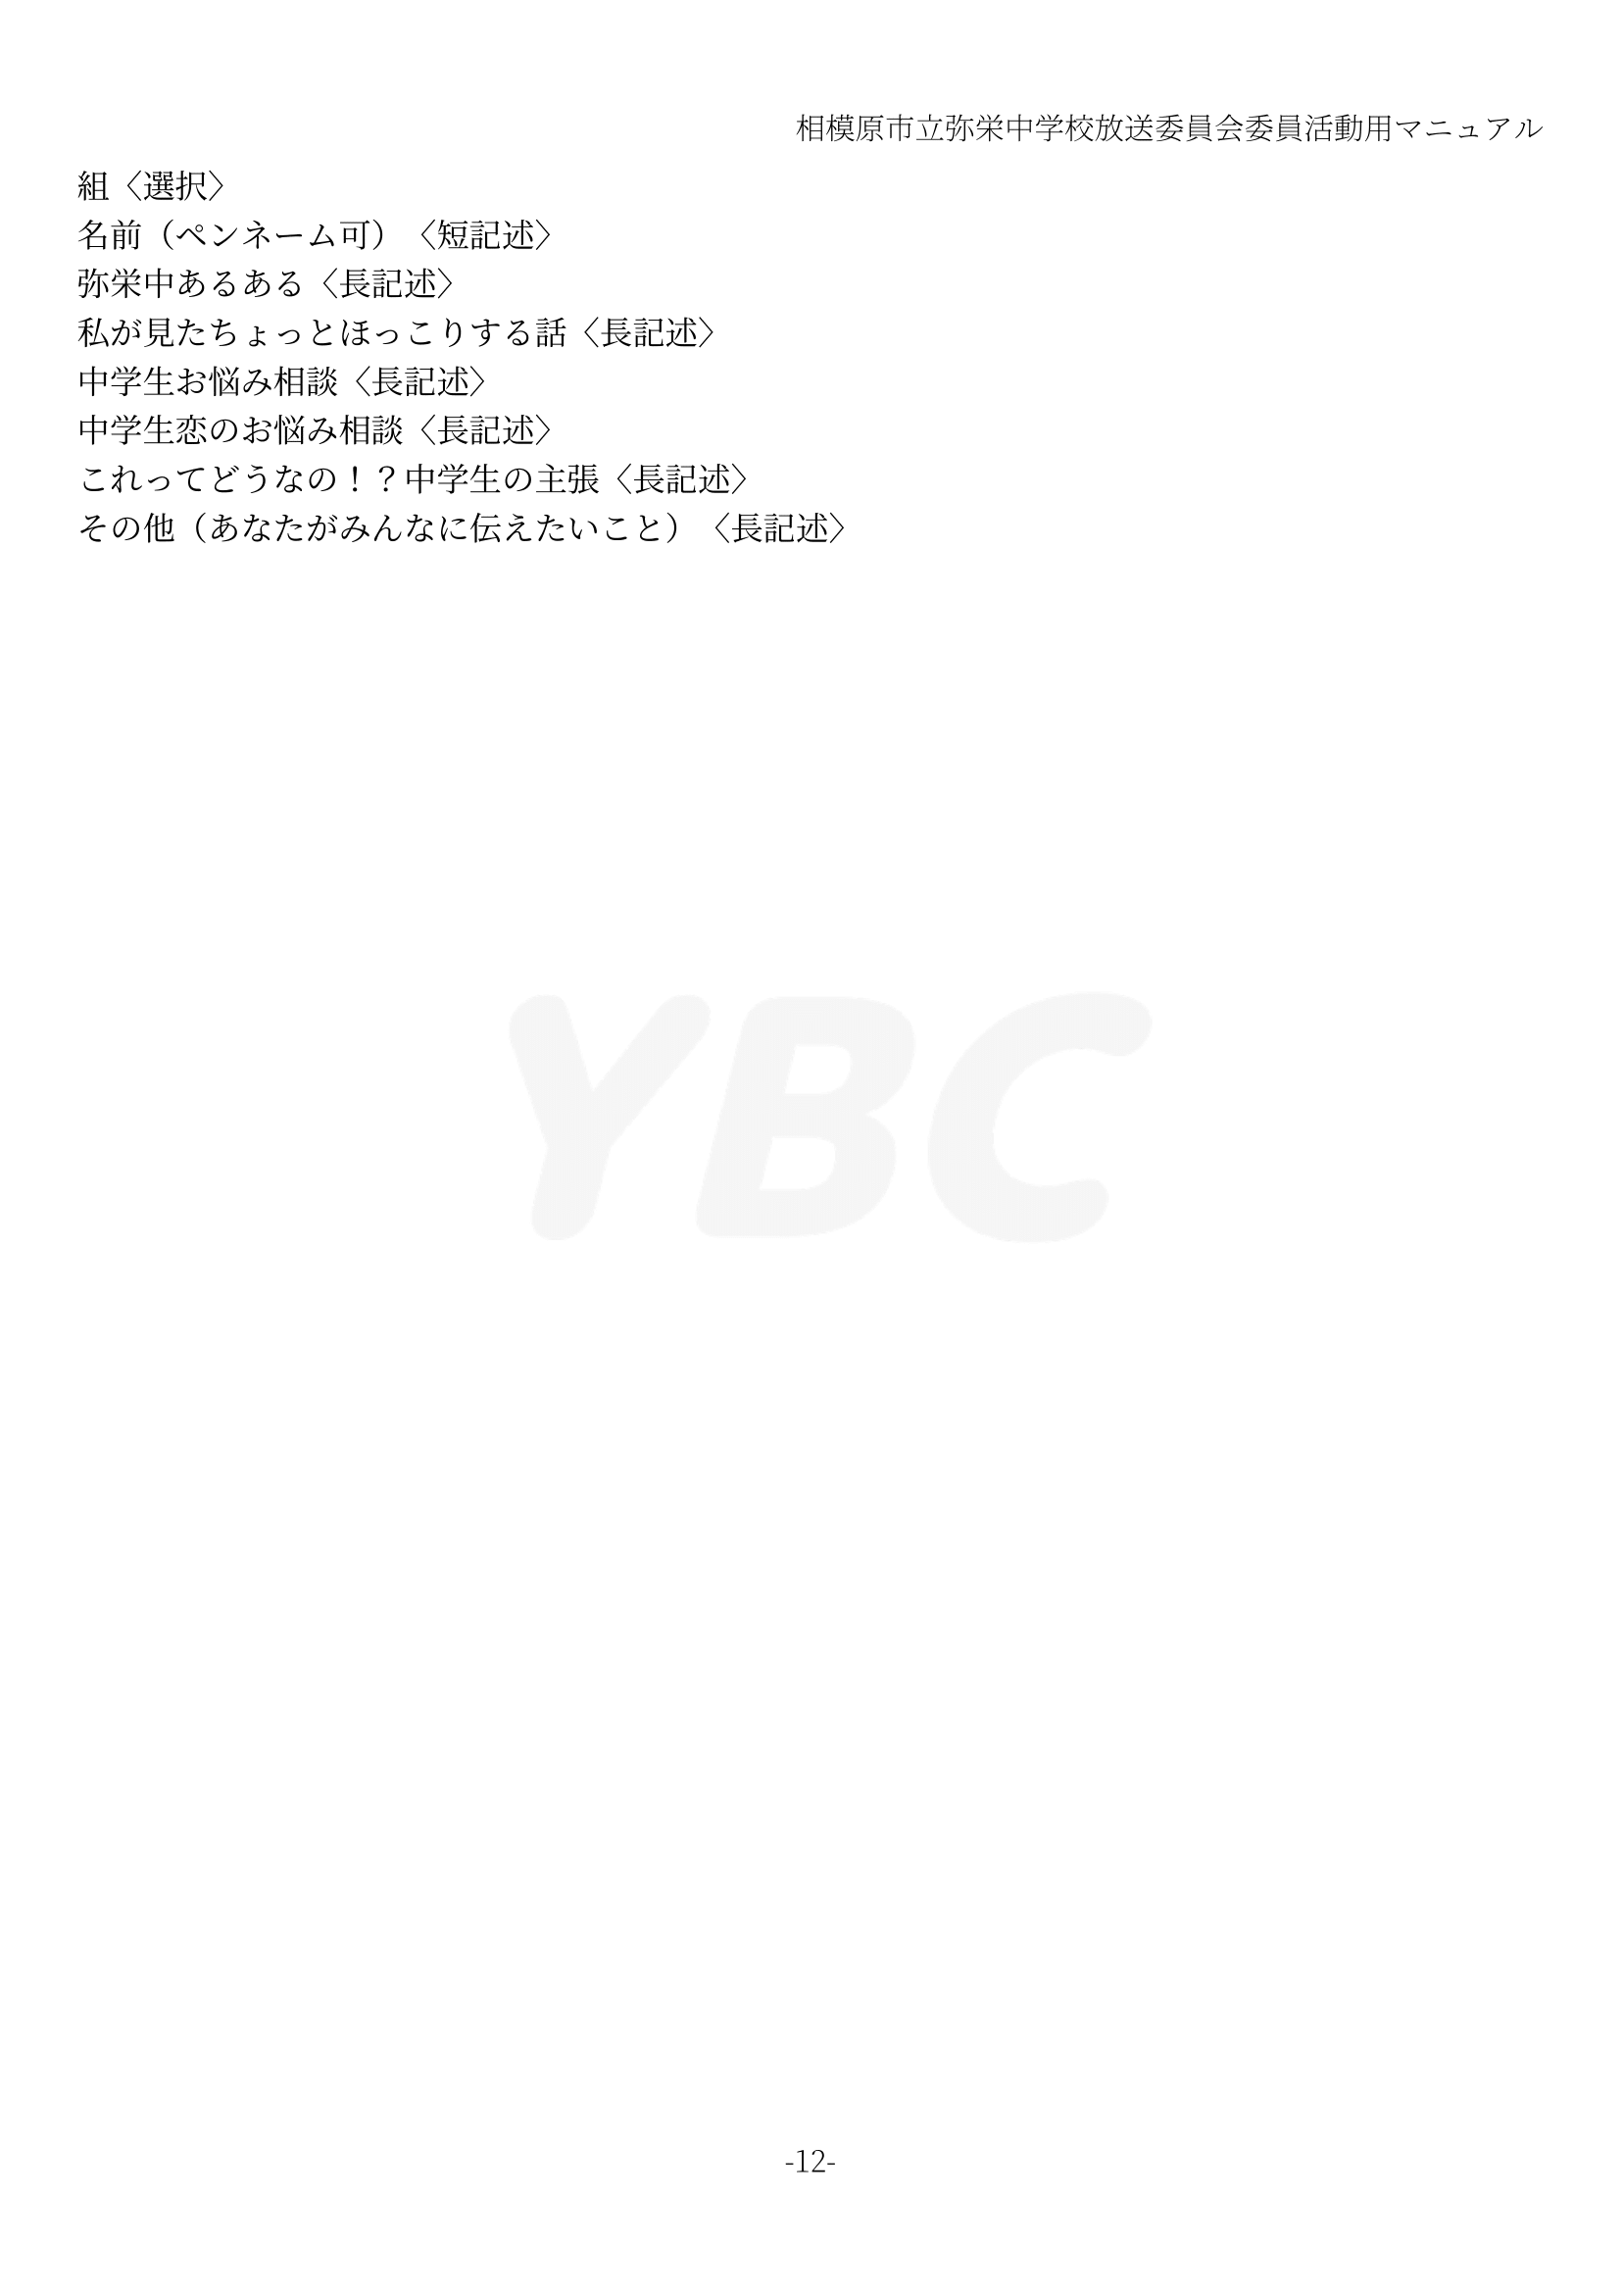 相模原市立弥栄中学校放送委員会委員活動用マニュアル
組〈選択〉
名前（ペンネーム可）〈短記述〉
弥栄中あるある〈長記述〉
私が見たちょっとほっこりする話〈長記述〉
中学生お悩み相談〈長記述〉
中学生恋のお悩み相談〈長記述〉
これってどうなの！？中学生の主張〈長記述〉
その他（あなたがみんなに伝えたいこと）〈長記述〉
YBC
-12-